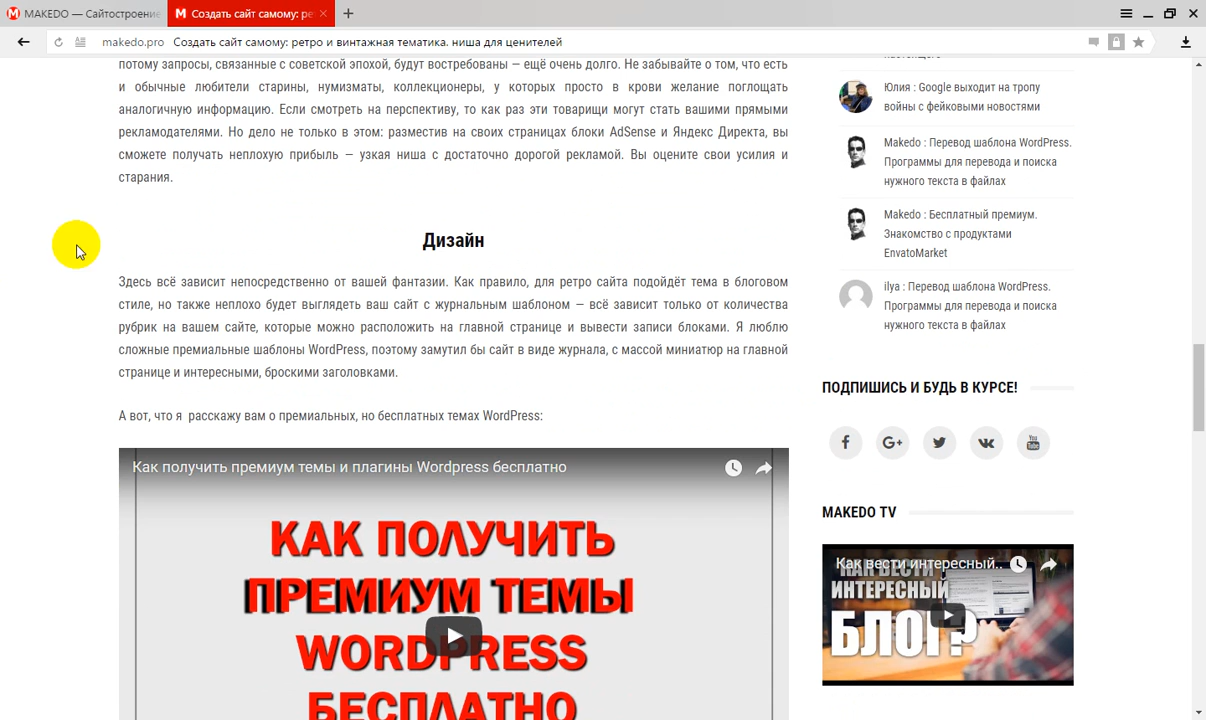 MAKEDO — Сайтостроение
Создать сайт самому: ре
makedo.pro Создать сайт самому: ретро и винтажная тематика. ниша для ценителей
потому запросы, связанные с советской эпохой, будут востребованы — ещё очень долго. Не забывайте о том, что есть
и обычные любители старины, нумизматы, коллекционеры, у которых просто в крови желание поглощать
аналогичную информацию. Если смотреть на перспективу, то как раз эти товарищи могут стать вашими прямыми
рекламодателями. Но дело не только в этом: разместив на своих страницах блоки AdSense и Яндекс Директа, вы
сможете получать неплохую прибыль — узкая ниша с достаточно дорогой рекламой. Вы оцените свои усилия и
старания.
Дизайн
Здесь всё зависит непосредственно от вашей фантазии. Как правило, для ретро сайта подойдёт тема в блоговом
стиле, но также неплохо будет выглядеть ваш сайт с журнальным шаблоном — всё зависит только от количества
рубрик на вашем сайте, которые можно расположить на главной странице и вывести записи блоками. Я люблю
сложные премиальные шаблоны WordPress, поэтому замутил бы сайт в виде журнала, с массой миниатюр на главной
странице и интересными, броскими заголовками.
А вот, что я расскажу вам о премиальных, но бесплатных темах WordPress:
Как получить премиум темы и плагины Wordpress бесплатно
КАК ПОЛУЧИТЬ
ПРЕМИУМ ТЕМЫ
WORDPRESS
БЕСПЛАТНО
Юлия : Google выходит на тропу
войны с фейковыми новостями
Makedo : Перевод шаблона WordPress.
Программы для перевода и поиска
нужного текста в файлах
Makedo : Бесплатный премиум.
Знакомство с продуктами
EnvatoMarket
ilya : Перевод шаблона WordPress.
Программы для перевода и поиска
нужного текста в файлах
ПОДПИШИСЬ И БУДЬ В КУРСЕ!
You Tube
MAKEDO TV
Как вести интересный..
КАК ВЕСТИ
ИНТЕРЕСНЫЙ
БЛОГ?